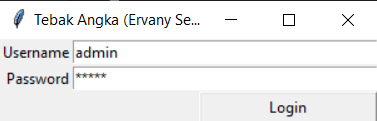 Tebak Angka (Ervany Se...
Username admin
Password *****
Login